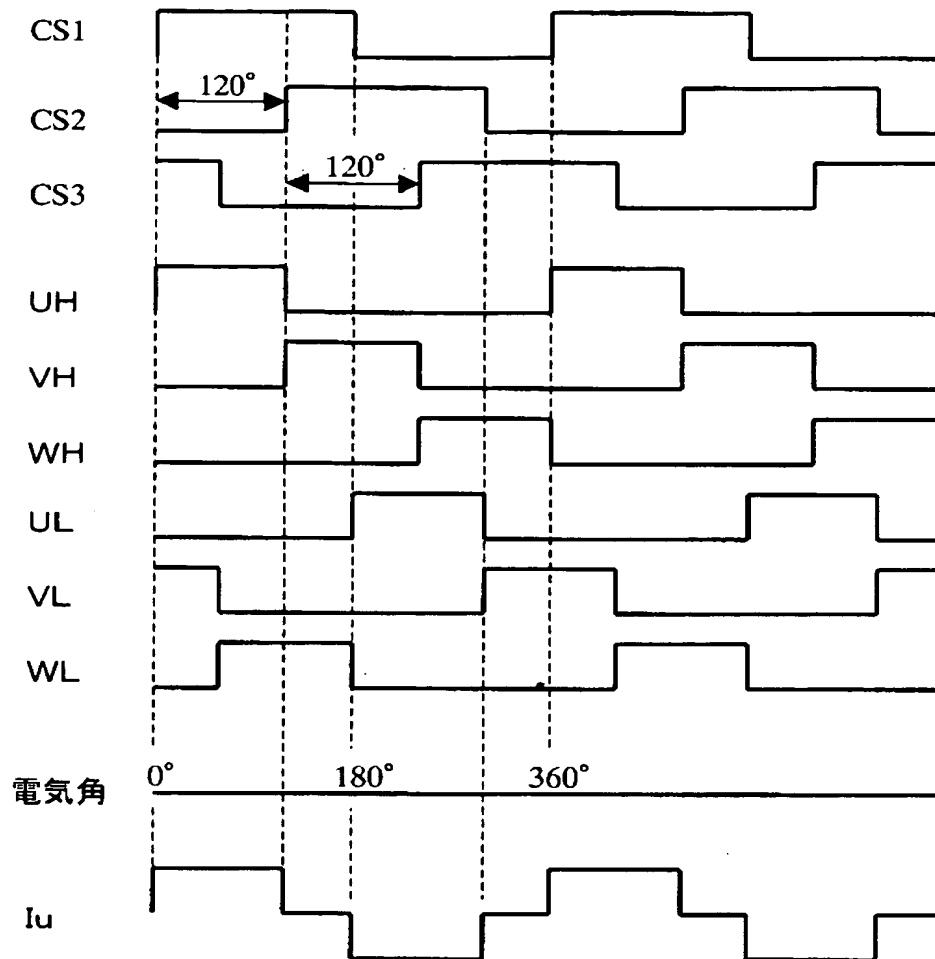 CS1
120°
CS2
120°
CS3
UH
VH
WH
UL
VL
WL
0° 180° 360°
電気角
Iu